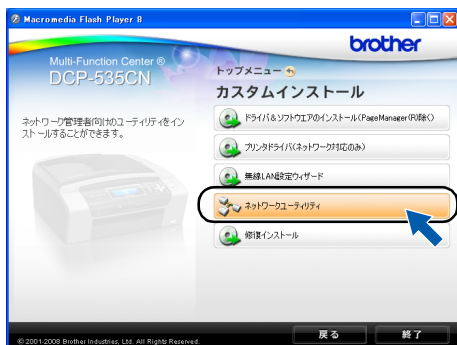 Macromedia Flash Player 8
brother
Multi-Function Center ®
DCP-535CN
トップメニュー
カスタムインストール
ネットワーク管理者向けのユーティリティをイン
ストールすることができます。
ドライバ&ソフトウエアのインストール(PageManager(R)除く)
プリンタドライバ(ネットワーク対応のみ)
無線LAN設定ウィザード
ネットワークユーティリティ
修復インストール
戻る
終了
© 2001-2008 Brother Industries, Ltd. All Rights Reserved.